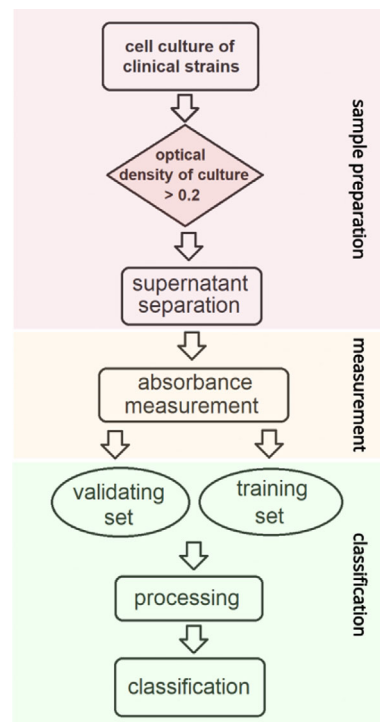 cell culture of
clinical strains
optical
density of culture
> 0.2
supernatant
separation
sample preparation
absorbance
measurement
measurement
validating
set
training
set
processing
classification
classification